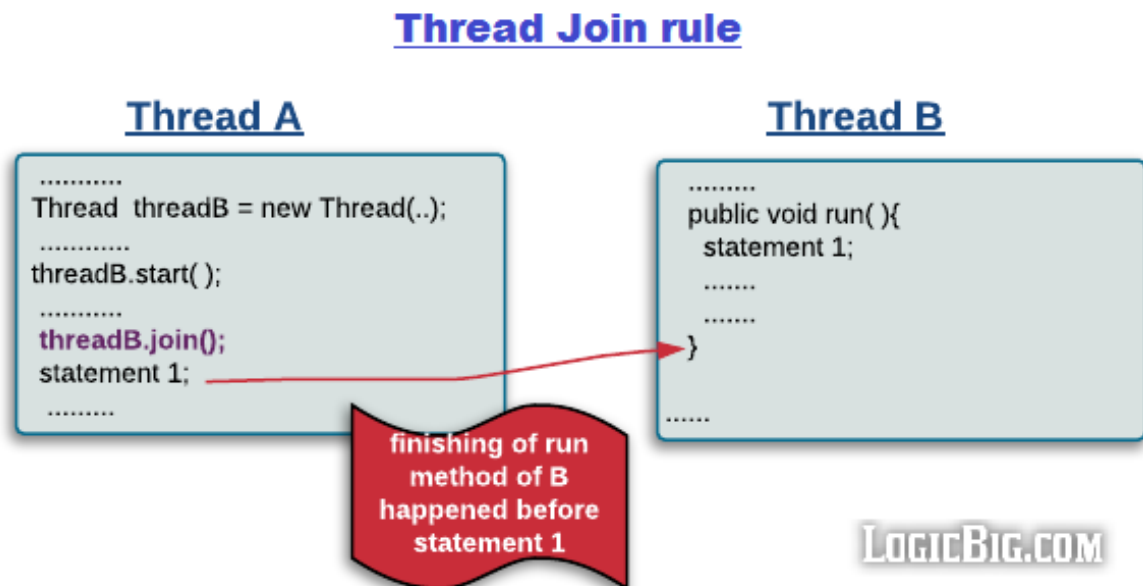 Thread Join rule
Thread A
...........
Thread threadB = new Thread(..);
............
threadB.start( );
...........
threadB.join();
statement 1;
.........
finishing of run
method of B
happened before
statement 1
Thread B
.........
public void run( ){
statement 1;
.......
.......
}
......
LOGICBIG.COM